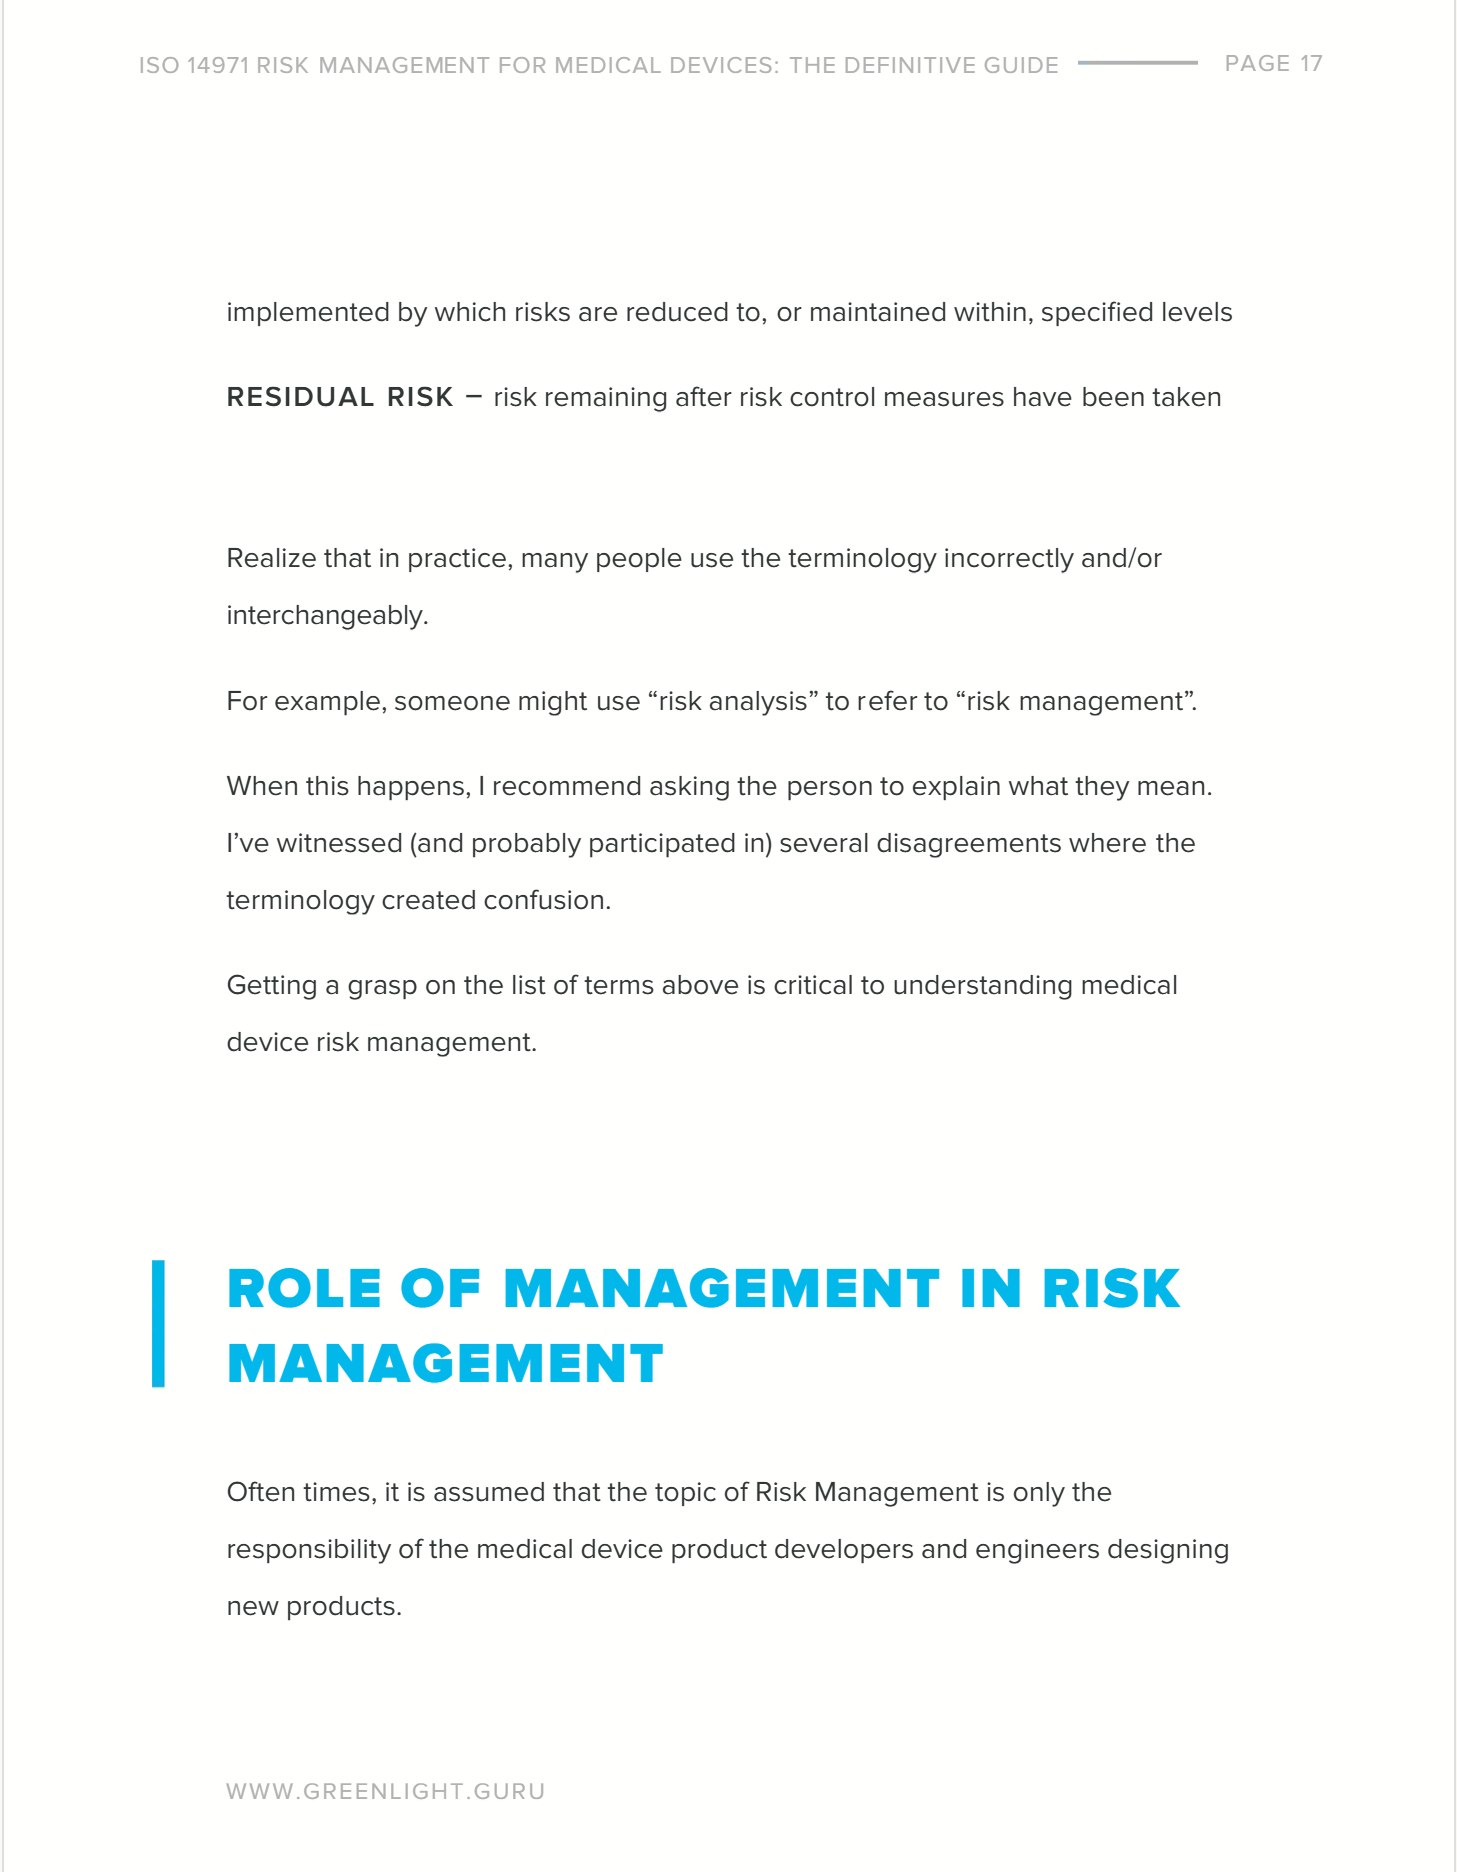 ISO 14971 RISK MANAGEMENT FOR MEDICAL DEVICES: THE DEFINITIVE GUIDE PAGE 17
implemented by which risks are reduced to, or maintained within, specified levels
RESIDUAL RISK – risk remaining after risk control measures have been taken
Realize that in practice, many people use the terminology incorrectly and/or
interchangeably.
For example, someone might use “risk analysis” to refer to “risk management”.
When this happens, I recommend asking the person to explain what they mean.
I’ve witnessed (and probably participated in) several disagreements where the
terminology created confusion.
Getting a grasp on the list of terms above is critical to understanding medical
device risk management.
ROLE OF MANAGEMENT IN RISK
MANAGEMENT
Often times, it is assumed that the topic of Risk Management is only the
responsibility of the medical device product developers and engineers designing
new products.
WWW.GREENLIGHT.GURU